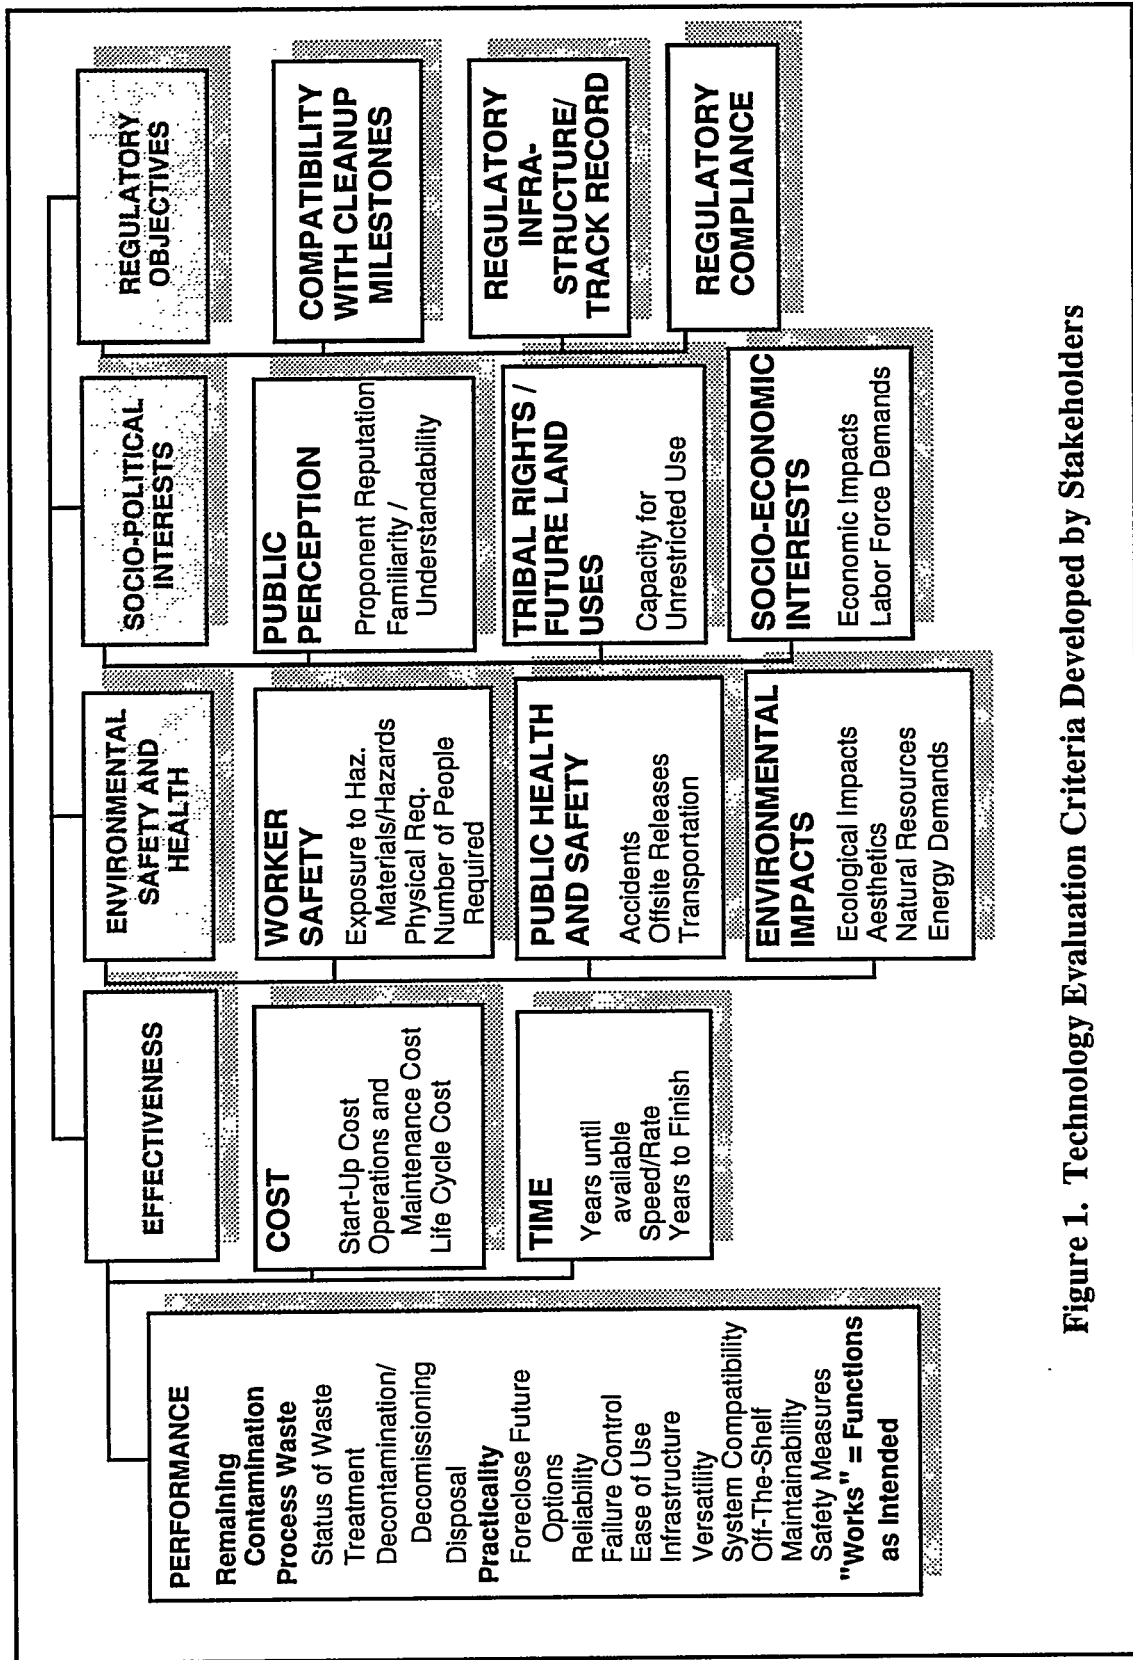 EFFECTIVENESS
ENVIRONMENTAL
SAFETY AND
HEALTH
SOCIO-POLITICAL
INTERESTS
REGULATORY
OBJECTIVES
PERFORMANCE
Remaining
Contamination
Process Waste
Status of Waste
Treatment
Decontamination/
Decomissioning
Disposal
Practicality
Foreclose Future
Options
Reliability
Failure Control
Ease of Use
Infrastructure
Versatility
System Compatibility
Off-The-Shelf
Maintainability
Safety Measures
"Works" = Functions
as Intended
COST
Start-Up Cost
Operations and
Maintenance Cost
Life Cycle Cost
TIME
Years until
available
Speed/Rate
Years to Finish
WORKER
SAFETY
Exposure to Haz.
Materials/Hazards
Physical Req.
Number of People
Required
PUBLIC HEALTH
AND SAFETY
Accidents
Offsite Releases
Transportation
ENVIRONMENTAL
IMPACTS
Ecological Impacts
Aesthetics
Natural Resources
Energy Demands
PUBLIC
PERCEPTION
Proponent Reputation
Familiarity /
Understandability
TRIBAL RIGHTS /
FUTURE LAND
USES
Capacity for
Unrestricted Use
SOCIO-ECONOMIC
INTERESTS
Economic Impacts
Labor Force Demands
COMPATIBILITY
WITH CLEANUP
MILESTONES
REGULATORY
INFRA-
STRUCTURE/
TRACK RECORD
REGULATORY
COMPLIANCE
Figure 1. Technology Evaluation Criteria Developed by Stakeholders